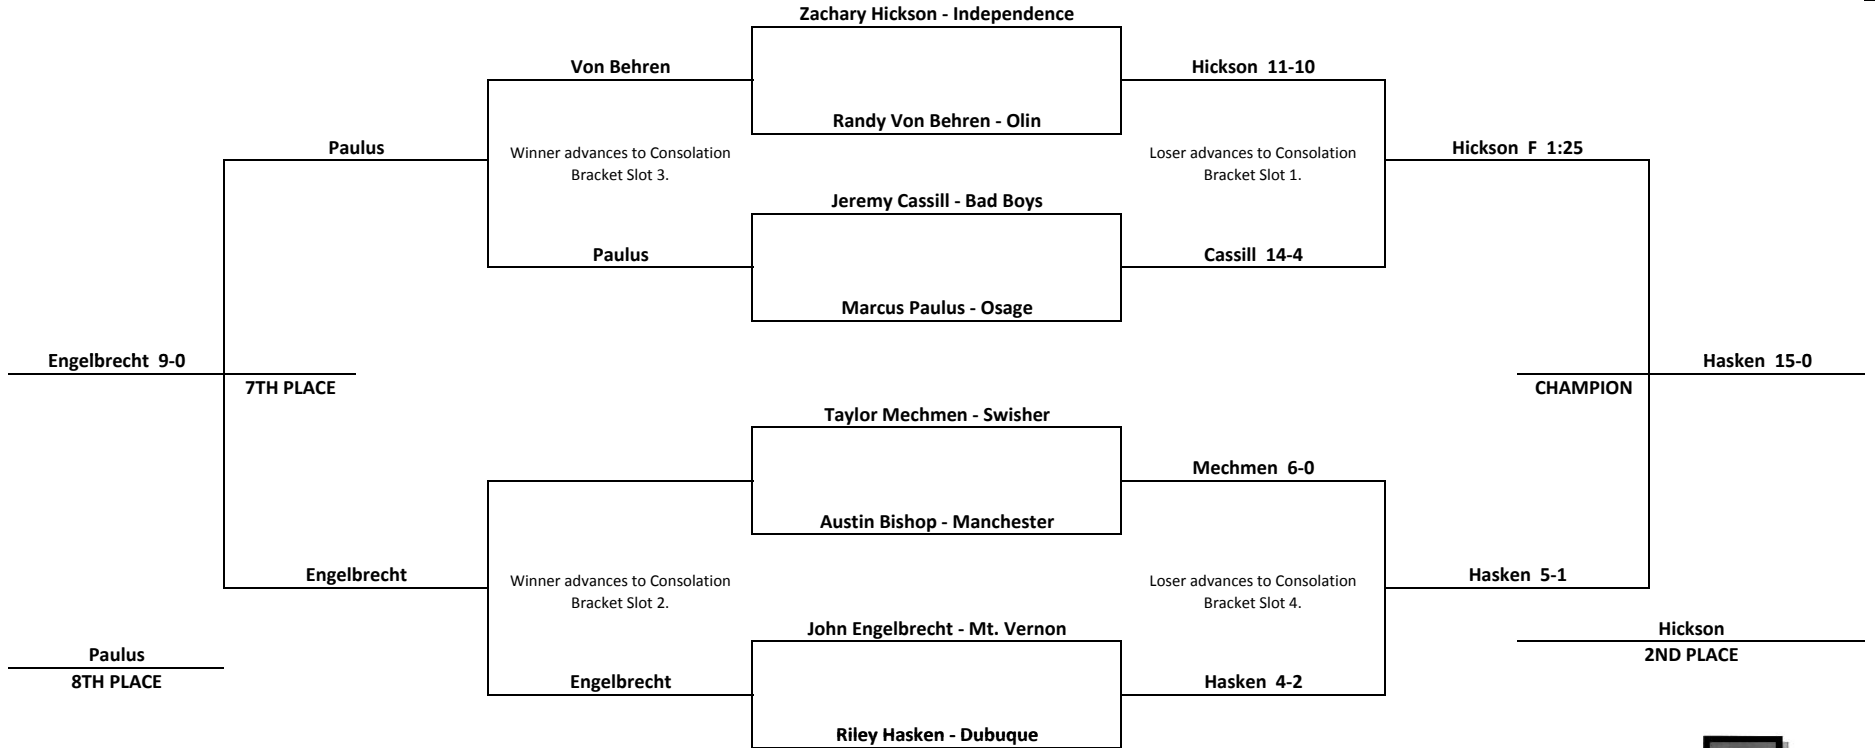 Zachary Hickson - Independence
Von Behren
Hickson  11-10
Randy Von Behren - Olin
Paulus
Winner advances to Consolation
Bracket Slot 3.
Loser advances to Consolation
Bracket Slot 1.
Hickson  F  1:25
Jeremy Cassill - Bad Boys
Paulus
Cassill  14-4
Marcus Paulus - Osage
Engelbrecht  9-0
7TH PLACE
Hasken  15-0
CHAMPION
Taylor Mechmen - Swisher
Mechmen  6-0
Austin Bishop - Manchester
Engelbrecht
Winner advances to Consolation
Bracket Slot 2.
Loser advances to Consolation
Bracket Slot 4.
Hasken  5-1
John Engelbrecht - Mt. Vernon
Hickson
2ND PLACE
Paulus
8TH PLACE
Engelbrecht
Hasken  4-2
Riley Hasken - Dubuque